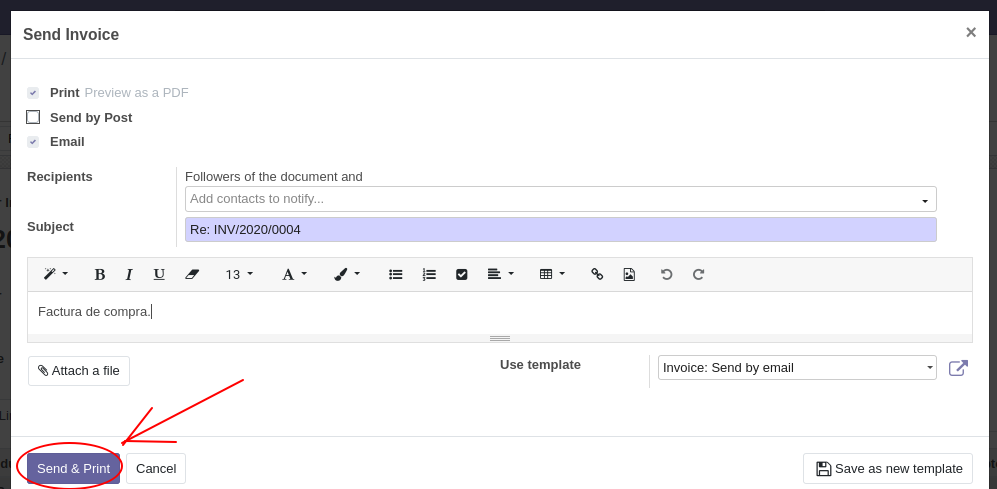 Send Invoice ×
Print Preview as a PDF
Send by Post
Email
Recipients
Followers of the document and
Add contacts to notify...
Subject
Re: INV/2020/0004
B I U 13 A
Factura de compra.
Attach a file
Use template
Invoice: Send by email
Send & Print
Cancel
Save as new template